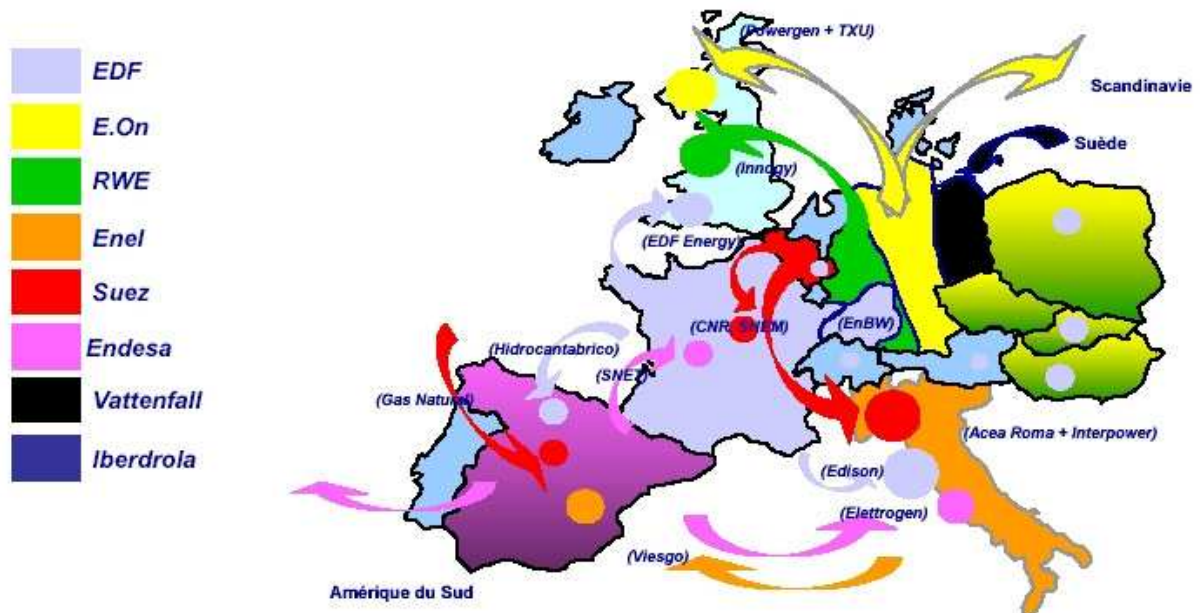 EDF
E.On
RWE
Enel
Suez
Endesa
Vattenfall
Iberdrola
(Powergen + TXU)
Scandinavie
Suède
(Innogy)
(EDF Energy)
(CNR, SHEM)
(EnBW)
(Hidrocantabrico)
(SNET)
(Gas Natural)
(Acea Roma + Interpower)
(Edison)
(Elettrogen)
(Viesgo)
Amérique du Sud